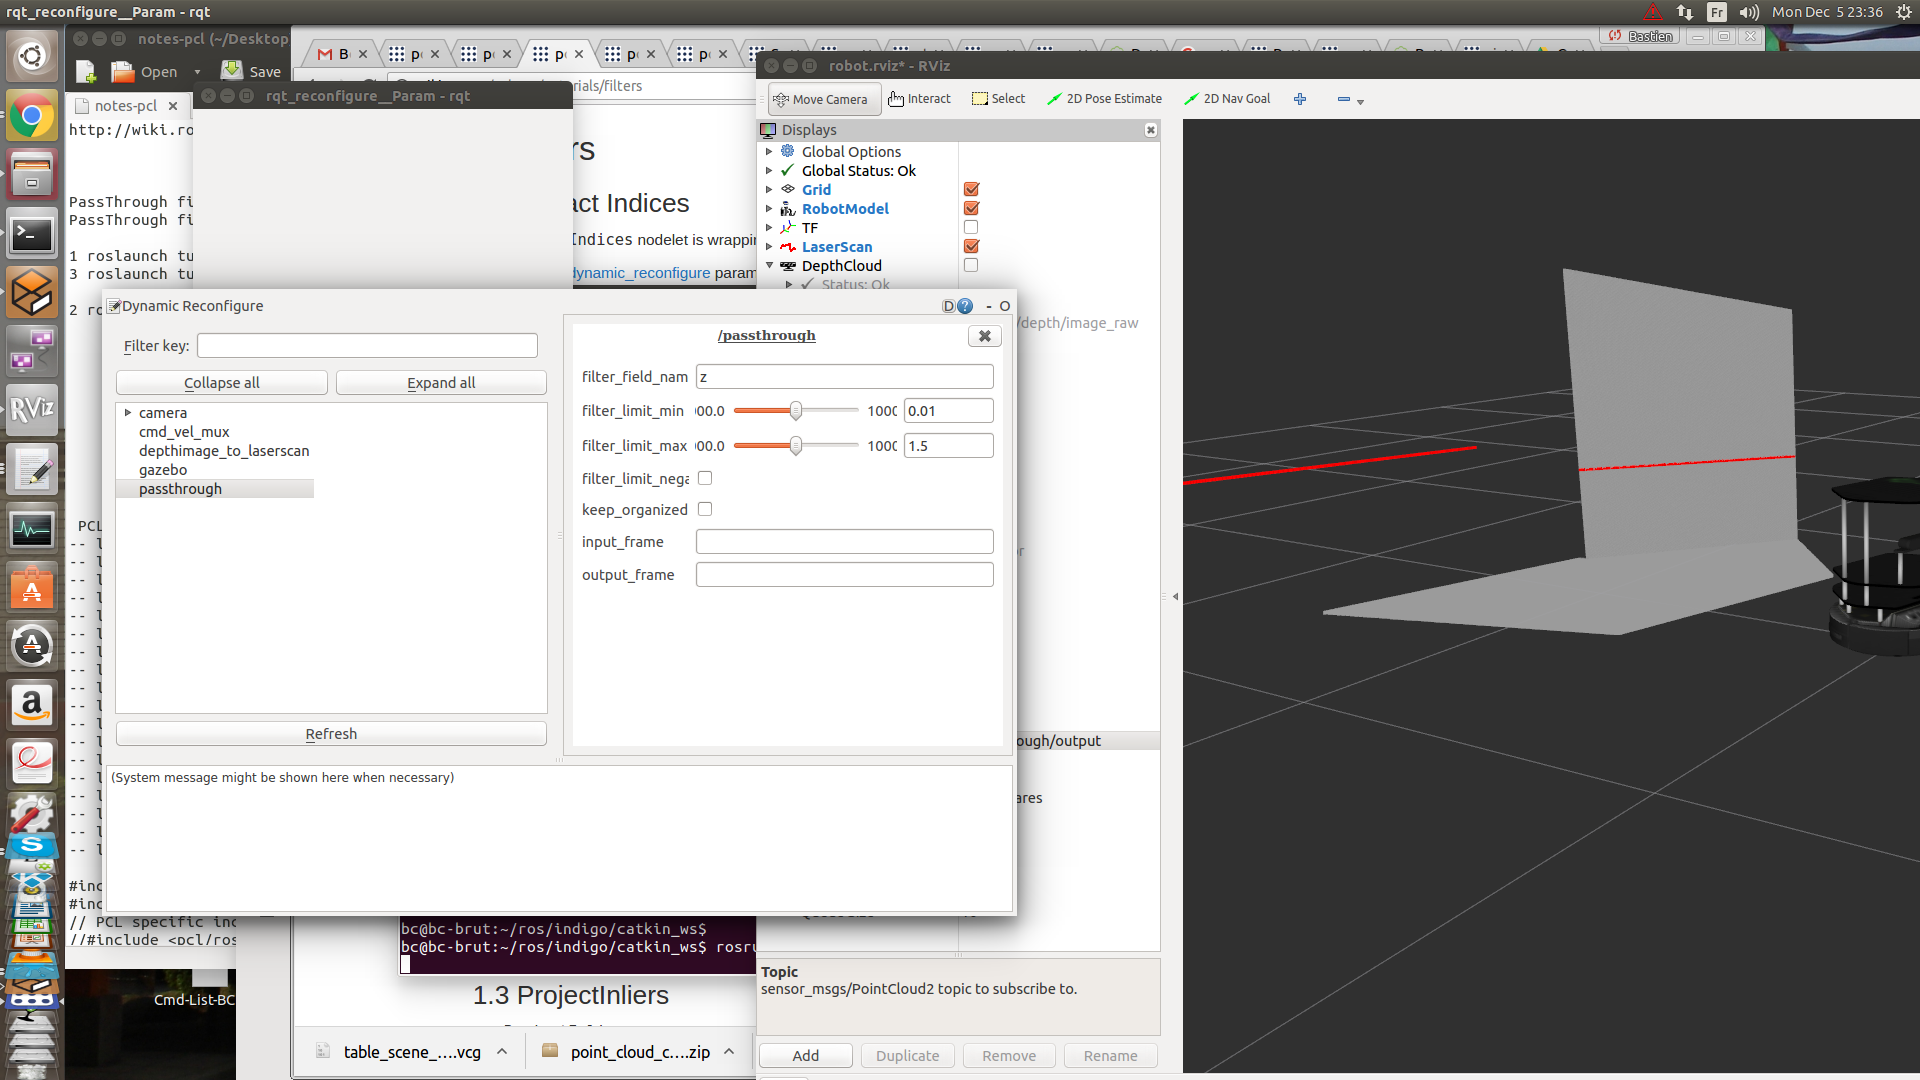 rqt_reconfigure__Param - rqt
Fr
Mon Dec 5 23:36
notes-pcl (~/Desktop
Open
Save
notes-pcl
http://wiki.ro
PassThrough fi
PassThrough fi
1 roslaunch tu
3 roslaunch tu
2 ro
PCL
#inc
#inc
// PCL specific inc
//#include <pcl/ros
Bastien
rials/filters
rqt_reconfigure__Param - rqt
rs
act Indices
Indices nodelet is wrappin
dynamic_reconfigure param
robot.rviz* - RViz
Move Camera
Interact
Select
2D Pose Estimate
2D Nav Goal
Displays
Global Options
Global Status: Ok
Grid
RobotModel
TF
LaserScan
DepthCloud
Status: Ok
/depth/image_raw
or
ough/output
ares
Dynamic Reconfigure
D
?
- O
Filter key:
Collapse all
Expand all
camera
cmd_vel_mux
depthimage_to_laserscan
gazebo
passthrough
Refresh
/passthrough
filter_field_nam
z
filter_limit_min
00.0
1000
0.01
filter_limit_max
00.0
1000
1.5
filter_limit_nega
keep_organized
input_frame
output_frame
(System message might be shown here when necessary)
bc@bc-brut:~/ros/indigo/catkin_ws$
bc@bc-brut:~/ros/indigo/catkin_ws$ rosru
1.3 ProjectInliers
table_scene_....vcg
point_cloud_c....zip
Topic
sensor_msgs/PointCloud2 topic to subscribe to.
Add
Duplicate
Remove
Rename
Cmd-List-BC
RViz